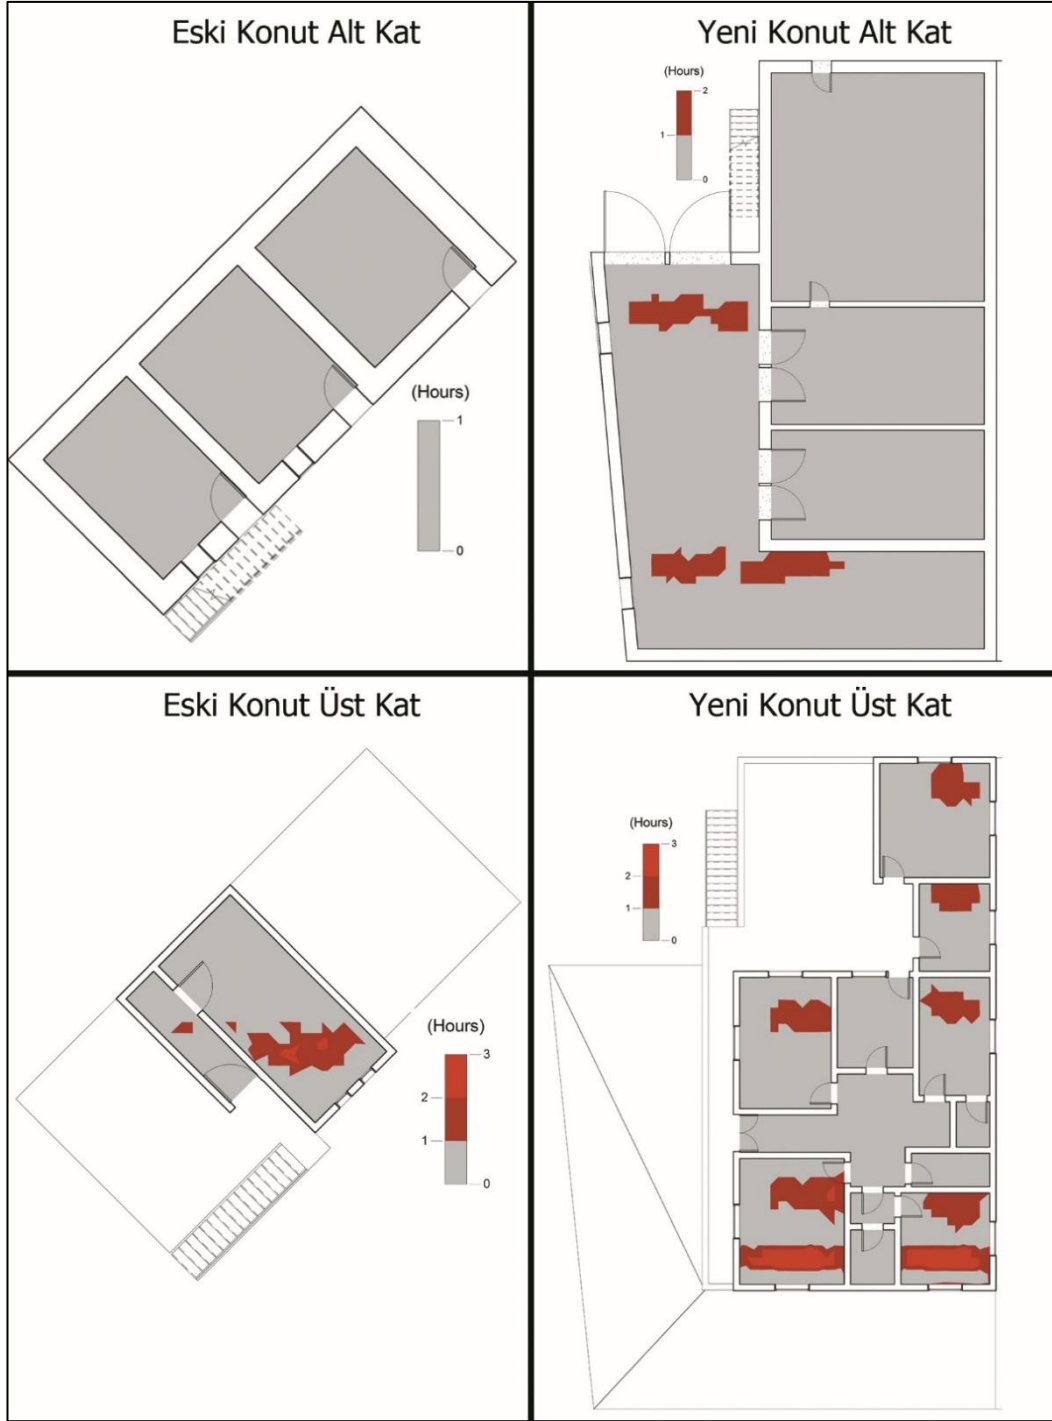 Eski Konut Alt Kat
(Hours)
1
0
Yeni Konut Alt Kat
(Hours)
2
1
0
Eski Konut Üst Kat
(Hours)
3
2
1
0
Yeni Konut Üst Kat
(Hours)
3
2
1
0